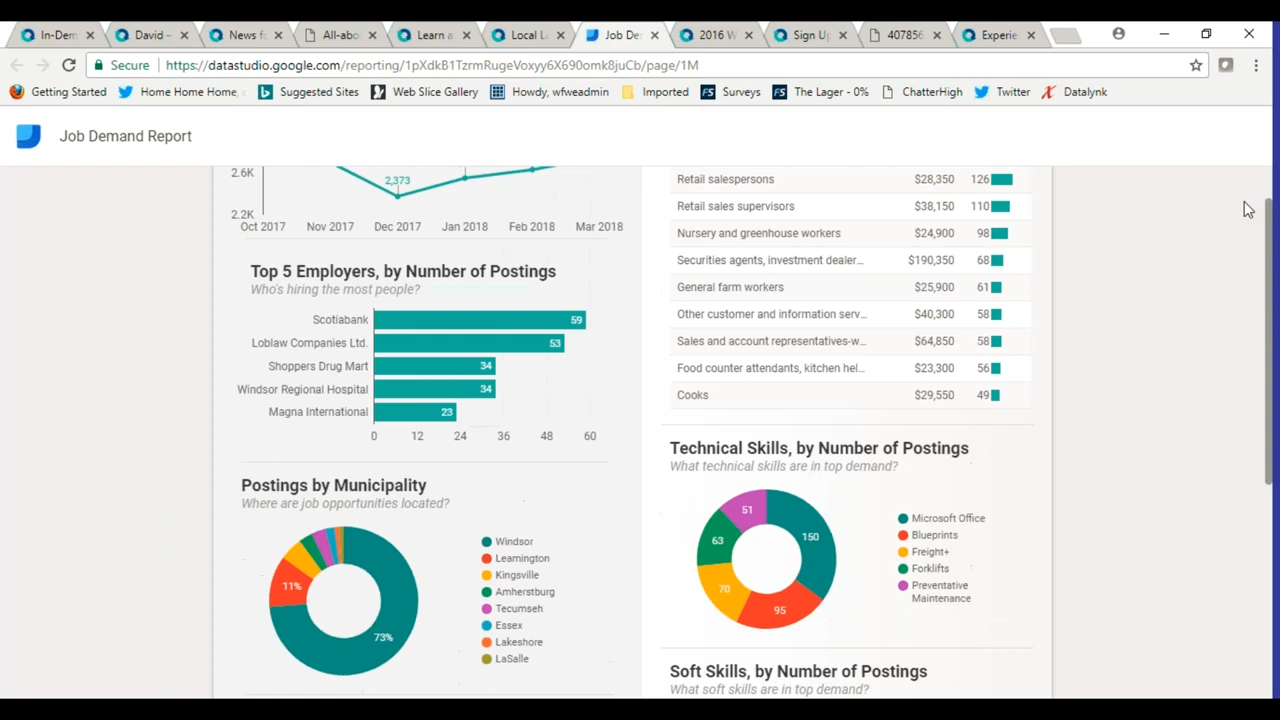 In-Dem
David –
News fo
All-abo
Learn a
Local L
Job De
2016 W
Sign Up
407856
Experie
Secure https://datastudio.google.com/reporting/1pXdkB1TzrmRugeVoxyy6X690omk8juCb/page/1M
Getting Started Home Home Home, Suggested Sites Web Slice Gallery Howdy, wfweadmin Imported Surveys The Lager - 0% ChatterHigh Twitter Datalynk
Job Demand Report
2.6K
2,373
2.2K
Oct 2017 Nov 2017 Dec 2017 Jan 2018 Feb 2018 Mar 2018
Top 5 Employers, by Number of Postings
Who's hiring the most people?
Scotiabank 59
Loblaw Companies Ltd. 53
Shoppers Drug Mart 34
Windsor Regional Hospital 34
Magna International 23
0 12 24 36 48 60
Postings by Municipality
Where are job opportunities located?
11%
73%
Windsor
Leamington
Kingsville
Amherstburg
Tecumseh
Essex
Lakeshore
LaSalle
Retail salespersons $28,350 126
Retail sales supervisors $38,150 110
Nursery and greenhouse workers $24,900 98
Securities agents, investment dealer... $190,350 68
General farm workers $25,900 61
Other customer and information serv... $40,300 58
Sales and account representatives-w... $64,850 58
Food counter attendants, kitchen hel... $23,300 56
Cooks $29,550 49
Technical Skills, by Number of Postings
What technical skills are in top demand?
51
150
63
70
95
Microsoft Office
Blueprints
Freight+
Forklifts
Preventative
Maintenance
Soft Skills, by Number of Postings
What soft skills are in top demand?